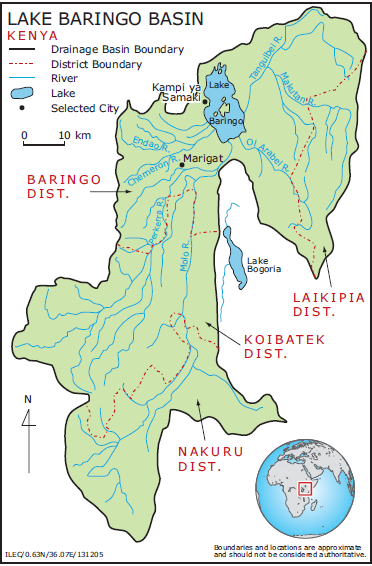 LAKE BARINGO BASIN
KENYA
Drainage Basin Boundary
District Boundary
River
Lake
Selected City
0 10 km
Kampi ya
Samaki
Lake
Baringo
Tanguibel R.
Makutan R.
Endao R.
Chemeron R.
Marigat
Ol Arabel R.
BARINGO
DIST.
Perkerra R.
Molo R.
Lake
Bogoria
LAIKIPIA
DIST.
KOIBATEK
DIST.
N
NAKURU
DIST.
ILEC/0.63N/36.07E/131205
Boundaries and locations are approximate
and should not be considered authoritative.